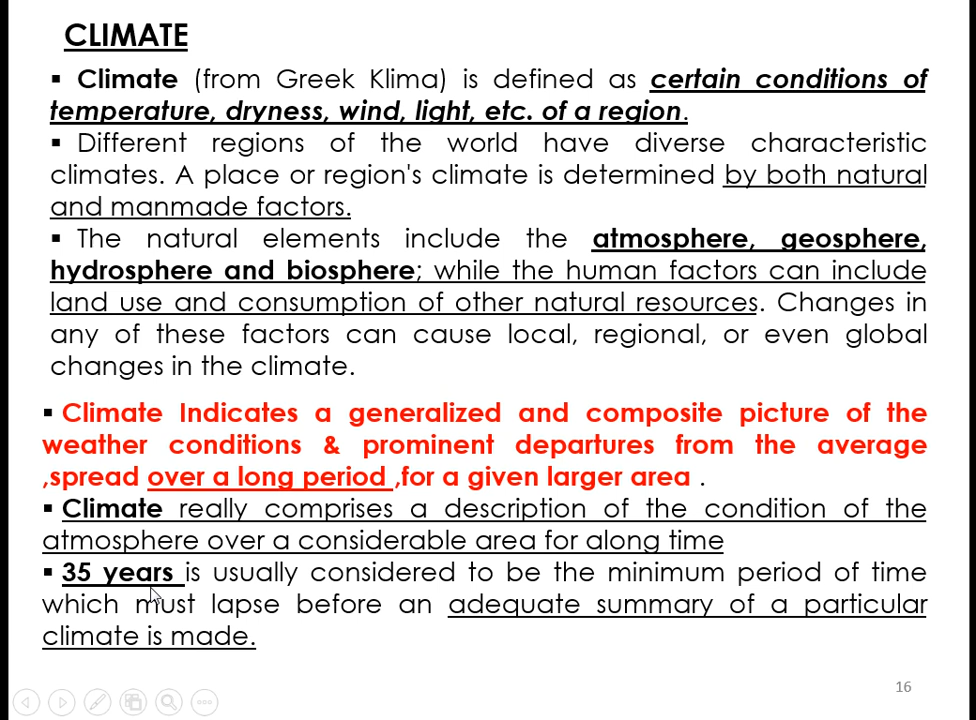 CLIMATE
▪ Climate (from Greek Klima) is defined as certain conditions of
temperature, dryness, wind, light, etc. of a region.
▪ Different regions of the world have diverse characteristic
climates. A place or region's climate is determined by both natural
and manmade factors.
▪ The natural elements include the atmosphere, geosphere,
hydrosphere and biosphere; while the human factors can include
land use and consumption of other natural resources. Changes in
any of these factors can cause local, regional, or even global
changes in the climate.
▪ Climate Indicates a generalized and composite picture of the
weather conditions & prominent departures from the average
,spread over a long period ,for a given larger area .
▪ Climate really comprises a description of the condition of the
atmosphere over a considerable area for along time
▪ 35 years is usually considered to be the minimum period of time
which must lapse before an adequate summary of a particular
climate is made.
16